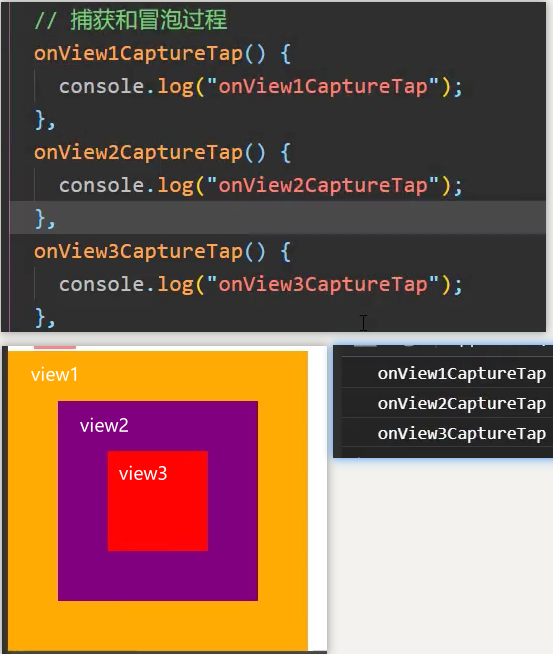 // 捕获和冒泡过程
onView1CaptureTap() {
console.log("onView1CaptureTap");
},
onView2CaptureTap() {
console.log("onView2CaptureTap");
},
onView3CaptureTap() {
console.log("onView3CaptureTap");
},
view1
view2
view3
onView1CaptureTap
onView2CaptureTap
onView3CaptureTap